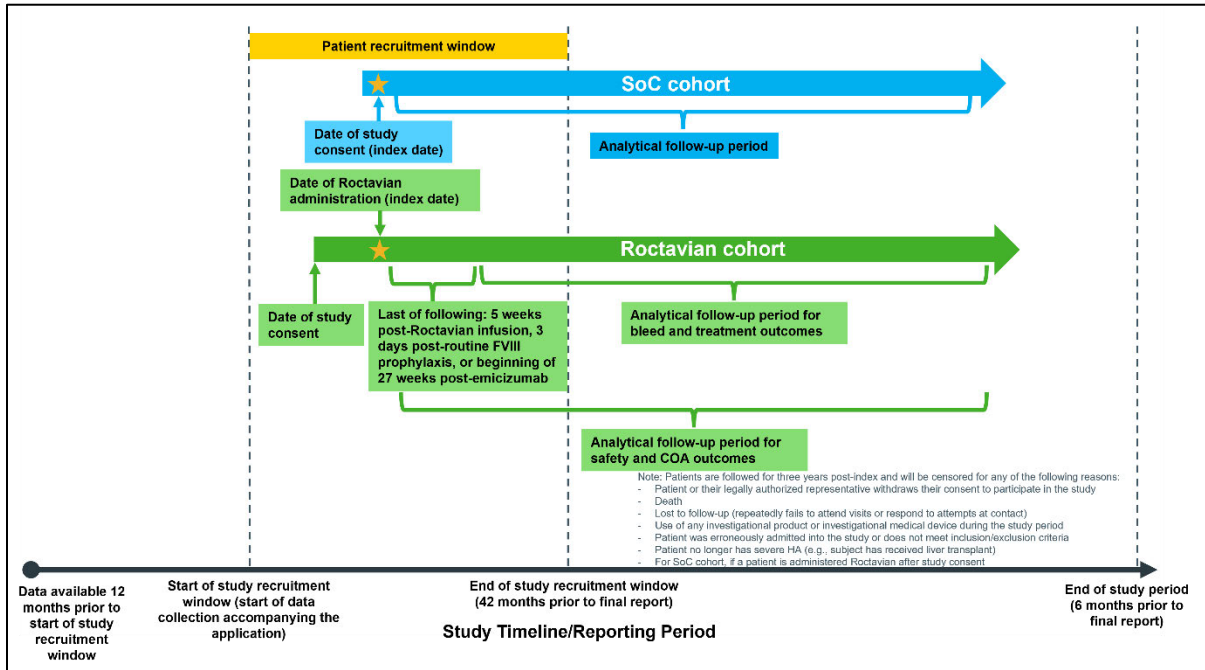 Patient recruitment window
SoC cohort
Date of study
consent (index date)
Analytical follow-up period
Date of Roctavian
administration (index date)
Roctavian cohort
Date of study
consent
Last of following: 5 weeks
post-Roctavian infusion, 3
days post-routine FVIII
prophylaxis, or beginning of
27 weeks post-emicizumab
Analytical follow-up period for
bleed and treatment outcomes
Analytical follow-up period for
safety and COA outcomes
Note: Patients are followed for three years post-index and will be censored for any of the following reasons:
- Patient or their legally authorized representative withdraws their consent to participate in the study
- Death
- Lost to follow-up (repeatedly fails to attend visits or respond to attempts at contact)
- Use of any investigational product or investigational medical device during the study period
- Patient was erroneously admitted into the study or does not meet inclusion/exclusion criteria
- Patient no longer has severe HA (e.g., subject has received liver transplant)
- For SoC cohort, if a patient is administered Roctavian after study consent
Data available 12
months prior to
start of study
recruitment
window
Start of study recruitment
window (start of data
collection accompanying the
application)
End of study recruitment window
(42 months prior to final report)
End of study period
(6 months prior to
final report)
Study Timeline/Reporting Period